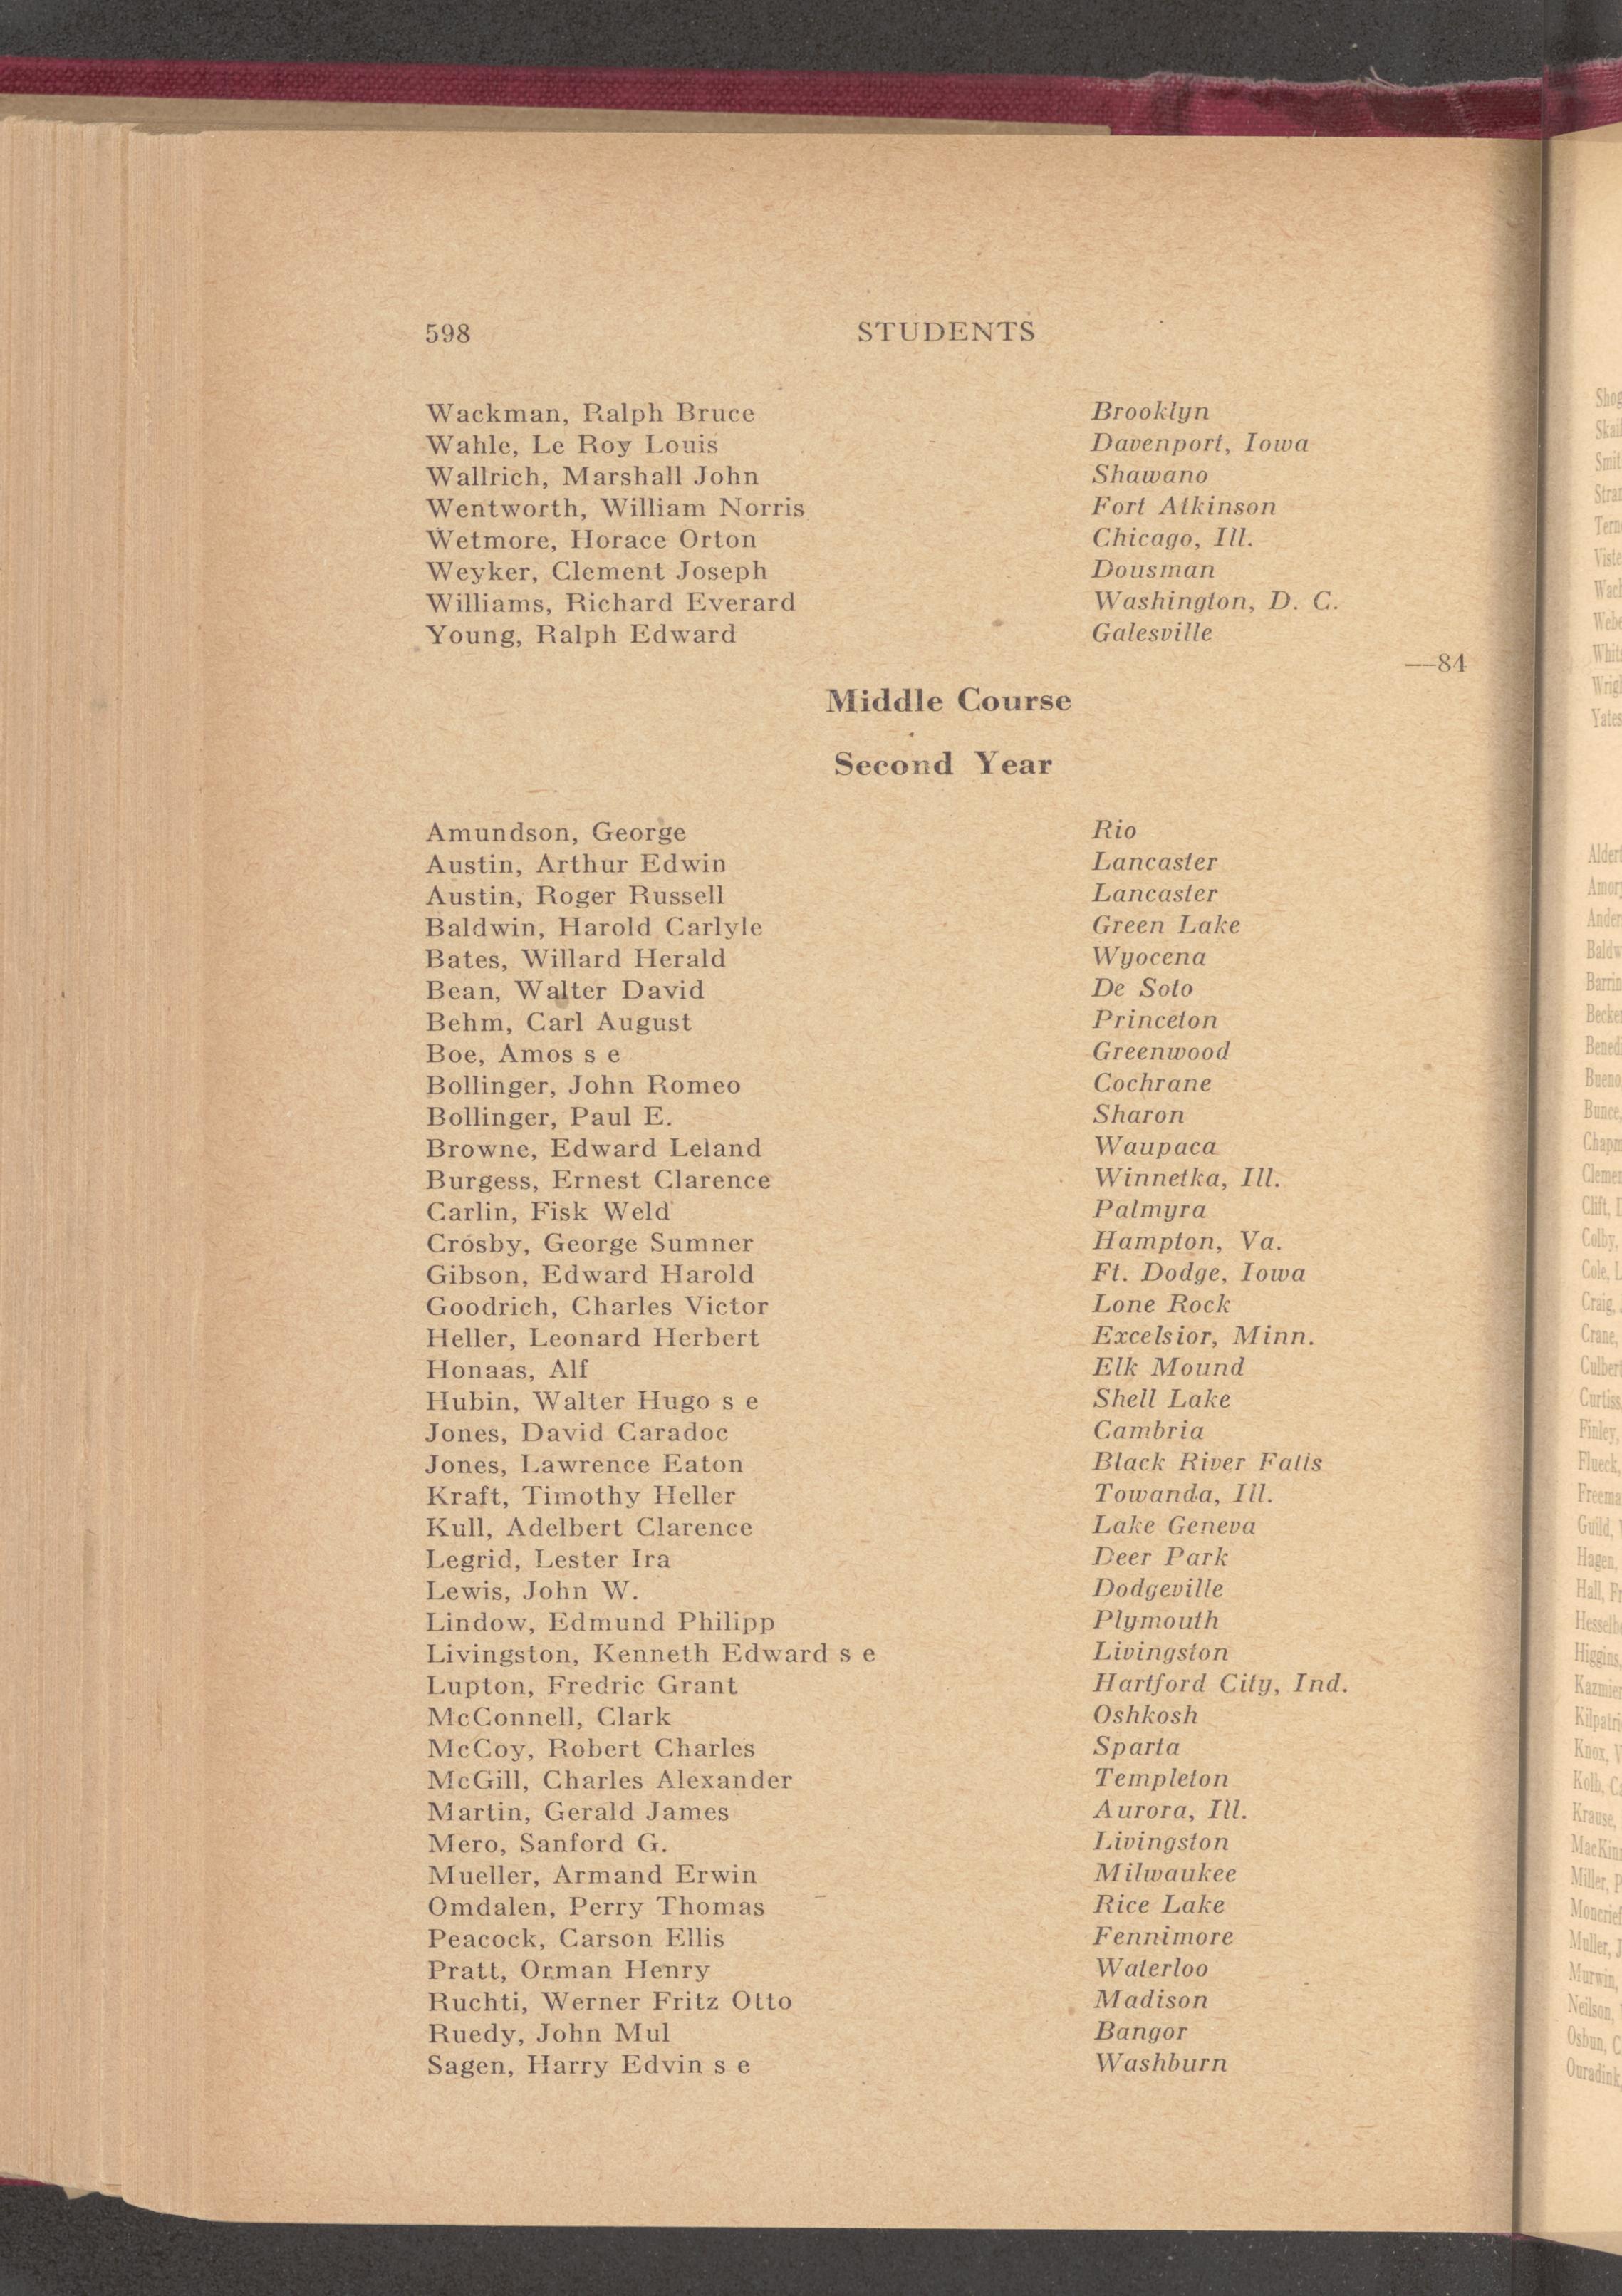 598 STUDENTS
Wackman, Ralph Bruce Brooklyn
Wahle, Le Roy Louis Davenport, Iowa
Wallrich, Marshall John Shawano
Wentworth, William Norris Fort Atkinson
Wetmore, Horace Orton Chicago, Ill.
Weyker, Clement Joseph Dousman
Williams, Richard Everard Washington, D. C.
Young, Ralph Edward Galesville
—84
Middle Course
Second Year
Amundson, George Rio
Austin, Arthur Edwin Lancaster
Austin, Roger Russell Lancaster
Baldwin, Harold Carlyle Green Lake
Bates, Willard Herald Wyocena
Bean, Walter David De Soto
Behm, Carl August Princeton
Boe, Amos s e Greenwood
Bollinger, John Romeo Cochrane
Bollinger, Paul E. Sharon
Browne, Edward Leland Waupaca
Burgess, Ernest Clarence Winnetka, Ill.
Carlin, Fisk Weld Palmyra
Crosby, George Sumner Hampton, Va.
Gibson, Edward Harold Ft. Dodge, Iowa
Goodrich, Charles Victor Lone Rock
Heller, Leonard Herbert Excelsior, Minn.
Honaas, Alf Elk Mound
Hubin, Walter Hugo s e Shell Lake
Jones, David Caradoc Cambria
Jones, Lawrence Eaton Black River Falls
Kraft, Timothy Heller Towanda, Ill.
Kull, Adelbert Clarence Lake Geneva
Legrid, Lester Ira Deer Park
Lewis, John W. Dodgeville
Lindow, Edmund Philipp Plymouth
Livingston, Kenneth Edward s e Livingston
Lupton, Fredric Grant Hartford City, Ind.
McConnell, Clark Oshkosh
McCoy, Robert Charles Sparta
McGill, Charles Alexander Templeton
Martin, Gerald James Aurora, Ill.
Mero, Sanford G. Livingston
Mueller, Armand Erwin Milwaukee
Omdalen, Perry Thomas Rice Lake
Peacock, Carson Ellis Fennimore
Pratt, Orman Henry Waterloo
Ruchti, Werner Fritz Otto Madison
Ruedy, John Mul Bangor
Sagen, Harry Edvin s e Washburn